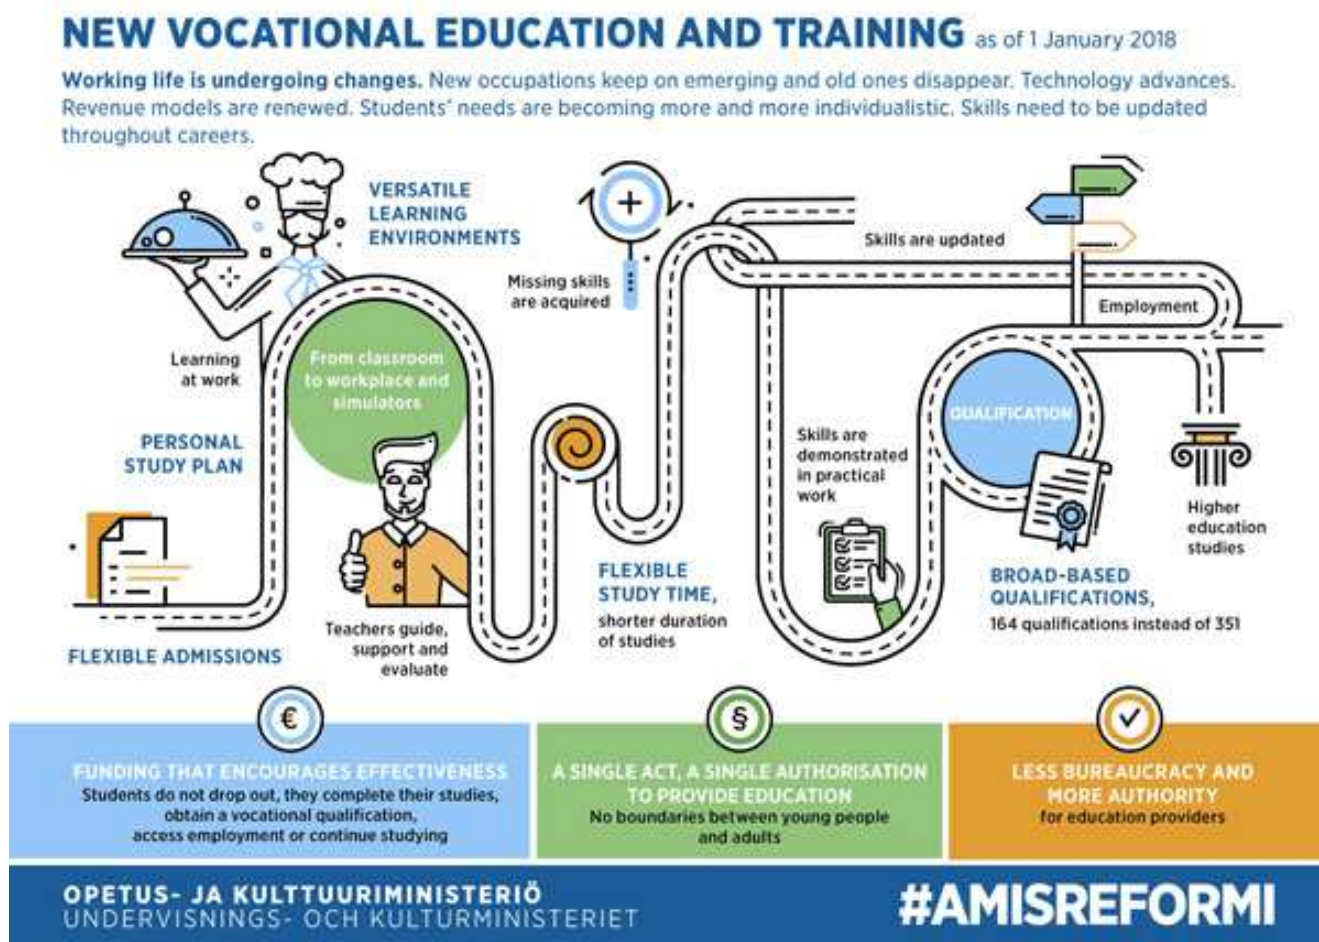 NEW VOCATIONAL EDUCATION AND TRAINING as of 1 January 2018
Working life is undergoing changes. New occupations keep on emerging and old ones disappear. Technology advances.
Revenue models are renewed. Students' needs are becoming more and more individualistic. Skills need to be updated
throughout careers.
VERSATILE
LEARNING
ENVIRONMENTS
Skills are updated
Missing skills
are acquired
Employment
Learning
at work
From classroom
to workplace and
simulators
PERSONAL
STUDY PLAN
QUALIFICATION
Skills are
demonstrated
in practical
work
Higher
education
studies
FLEXIBLE
STUDY TIME,
shorter duration
of studies
BROAD-BASED
QUALIFICATIONS,
164 qualifications instead of 351
Teachers guide,
support and
evaluate
FLEXIBLE ADMISSIONS
€
FUNDING THAT ENCOURAGES EFFECTIVENESS
Students do not drop out, they complete their studies,
obtain a vocational qualification,
access employment or continue studying
§
A SINGLE ACT, A SINGLE AUTHORISATION
TO PROVIDE EDUCATION
No boundaries between young people
and adults
LESS BUREAUCRACY AND
MORE AUTHORITY
for education providers
OPETUS- JA KULTTUURIMINISTERIÖ
UNDERVISNINGS- OCH KULTURMINISTERIET
#AMISREFORMI